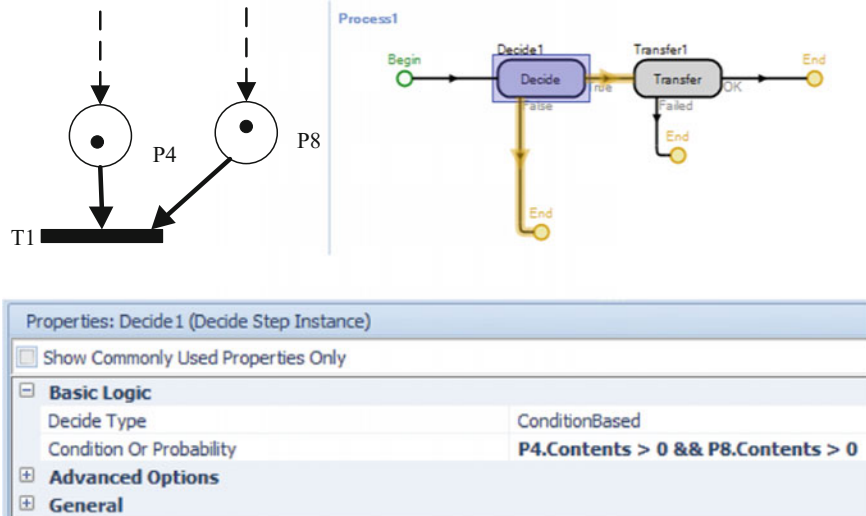 P4
P8
T1
Process1
Begin
Decide1
Decide
True
False
End
Transfer1
Transfer
OK
Failed
End
End
Properties: Decide1 (Decide Step Instance)
Show Commonly Used Properties Only
Basic Logic
Decide Type ConditionBased
Condition Or Probability P4.Contents > 0 && P8.Contents > 0
Advanced Options
General